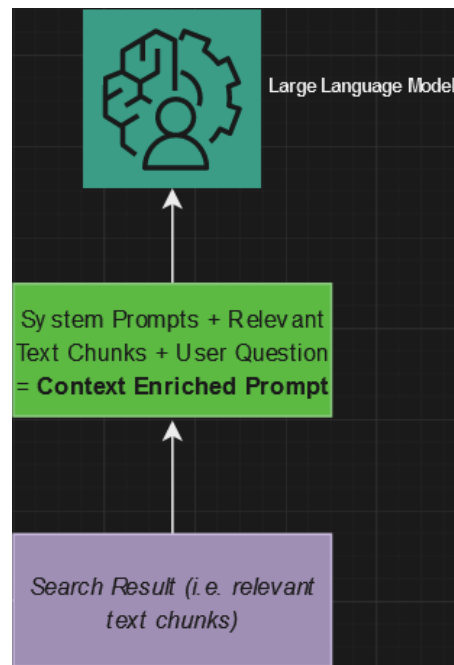 Large Language Model
System Prompts + Relevant
Text Chunks + User Question
= Context Enriched Prompt
Search Result (i.e. relevant
text chunks)